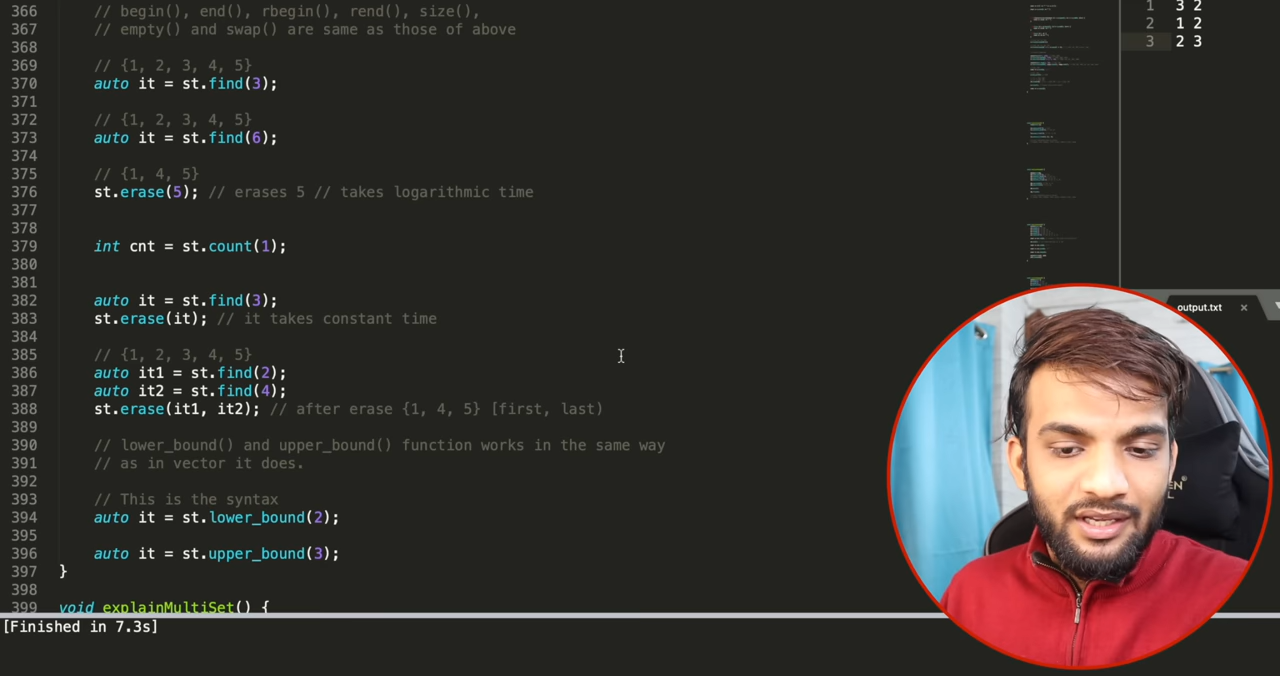 366 // begin(), end(), rbegin(), rend(), size(),
367 // empty() and swap() are same as those of above
368
369 // {1, 2, 3, 4, 5}
370 auto it = st.find(3);
371
372 // {1, 2, 3, 4, 5}
373 auto it = st.find(6);
374
375 // {1, 4, 5}
376 st.erase(5); // erases 5 // takes logarithmic time
377
378
379 int cnt = st.count(1);
380
381
382 auto it = st.find(3);
383 st.erase(it); // it takes constant time
384
385 // {1, 2, 3, 4, 5}
386 auto it1 = st.find(2);
387 auto it2 = st.find(4);
388 st.erase(it1, it2); // after erase {1, 4, 5} [first, last)
389
390 // lower_bound() and upper_bound() function works in the same way
391 // as in vector it does.
392
393 // This is the syntax
394 auto it = st.lower_bound(2);
395
396 auto it = st.upper_bound(3);
397 }
398
399 void explainMultiSet() {
[Finished in 7.3s]
1 3 2
2 1 2
3 2 3
output.txt ×